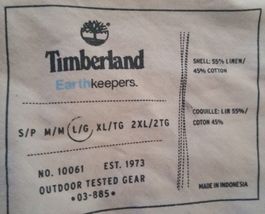 Timberland
Earthkeepers.
S/P M/M L/G XL/TG 2XL/2TG
NO. 10061 EST. 1973
OUTDOOR TESTED GEAR
•03-885•
SHELL: 55% LINEN/
45% COTTON
COQUILLE: LIN 55%/
COTON 45%
MADE IN INDONESIA